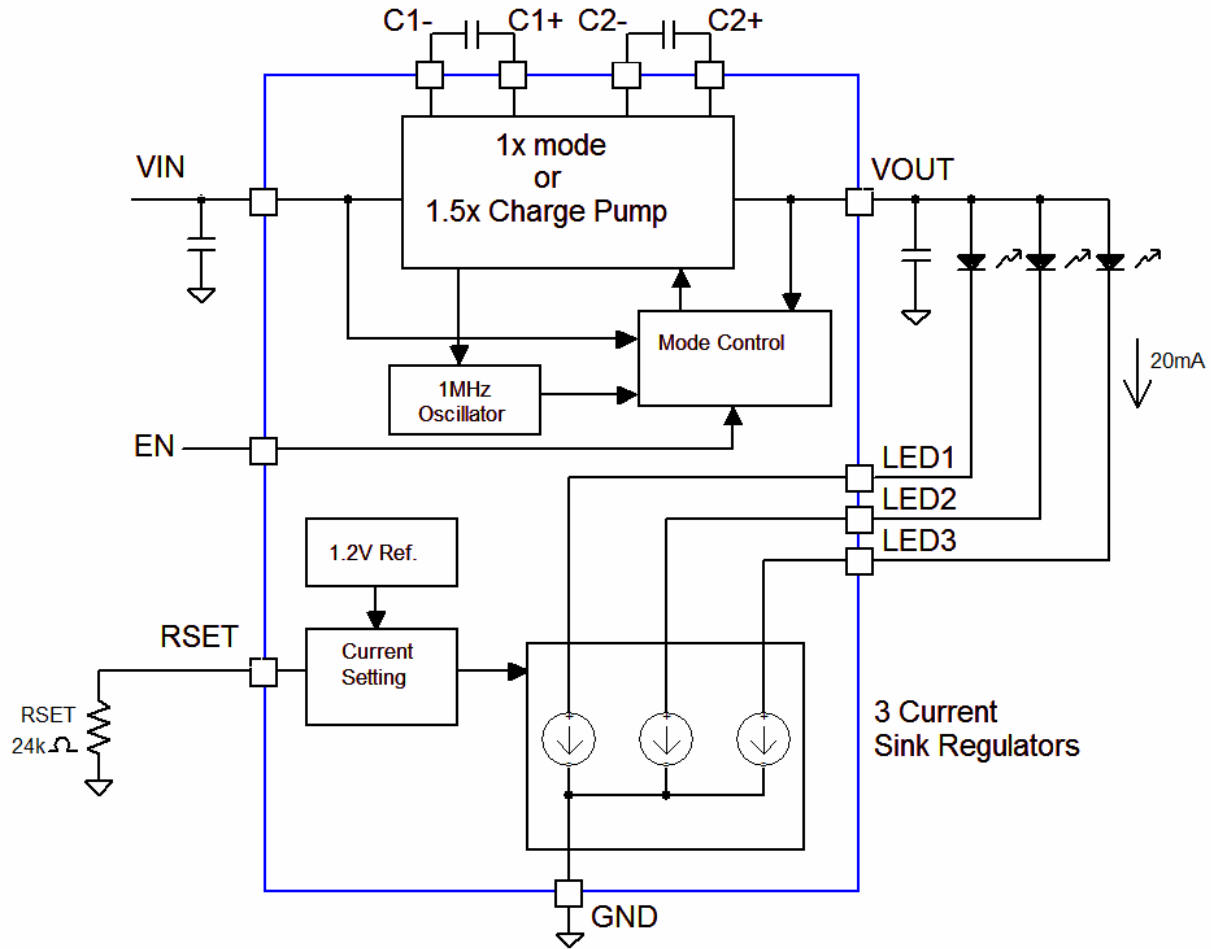 C1- C1+ C2- C2+
1x mode
or
1.5x Charge Pump
VIN
VOUT
Mode Control
20mA
1MHz
Oscillator
EN
LED1
LED2
LED3
1.2V Ref.
RSET
Current
Setting
RSET
24kΩ
3 Current
Sink Regulators
+ + +
GND